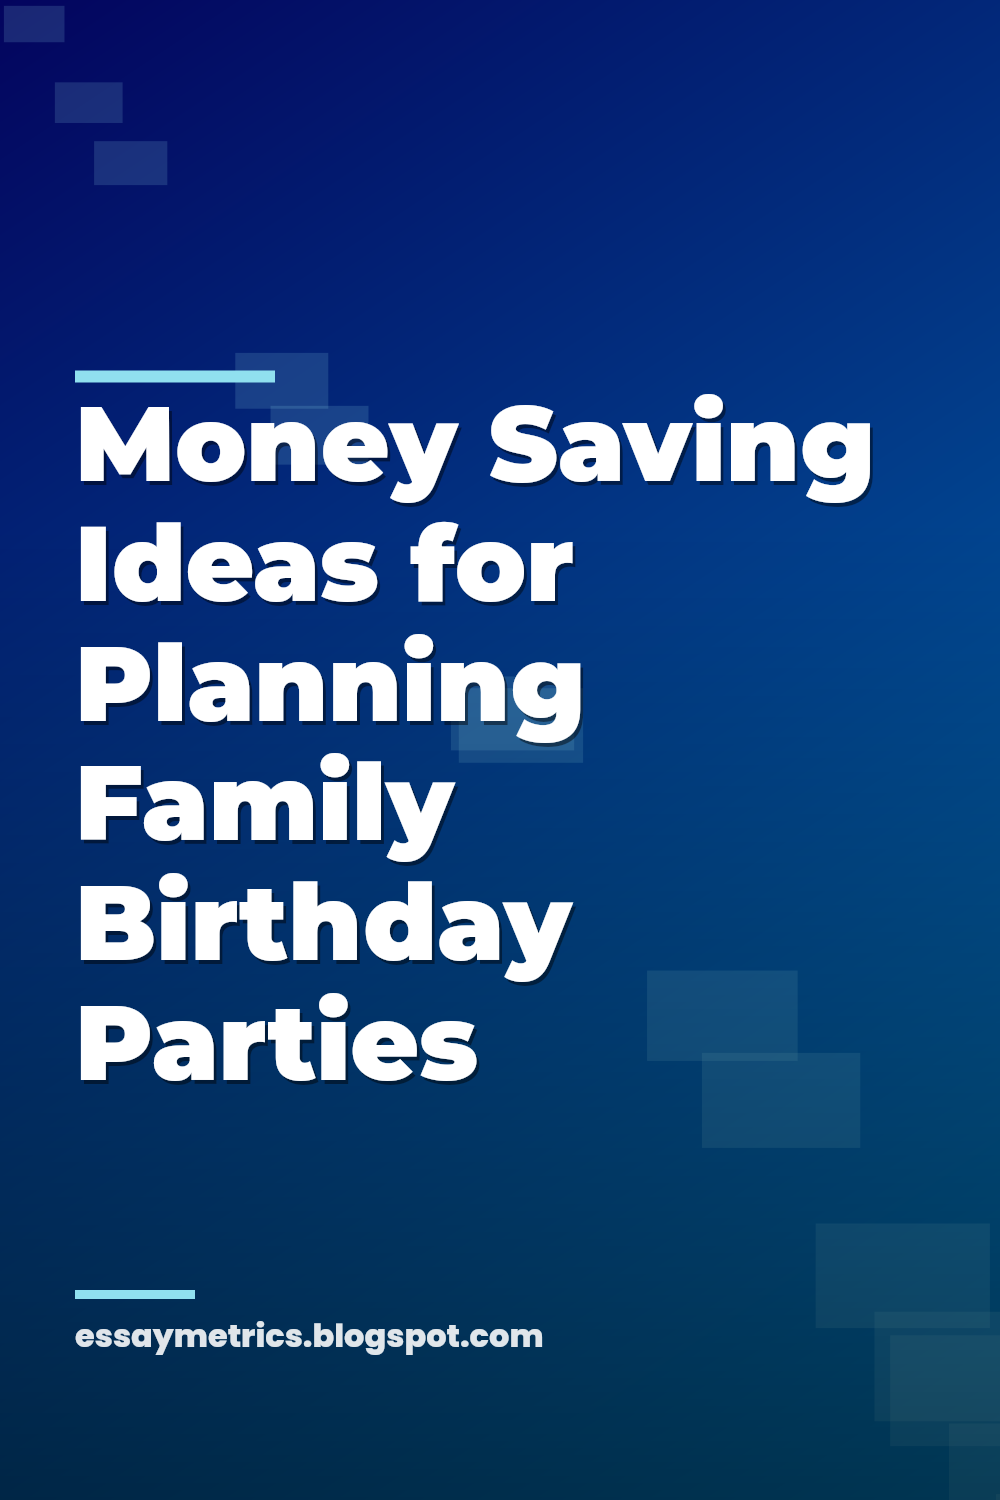 Money Saving
Ideas for
Planning
Family
Birthday
Parties
essaymetrics.blogspot.com